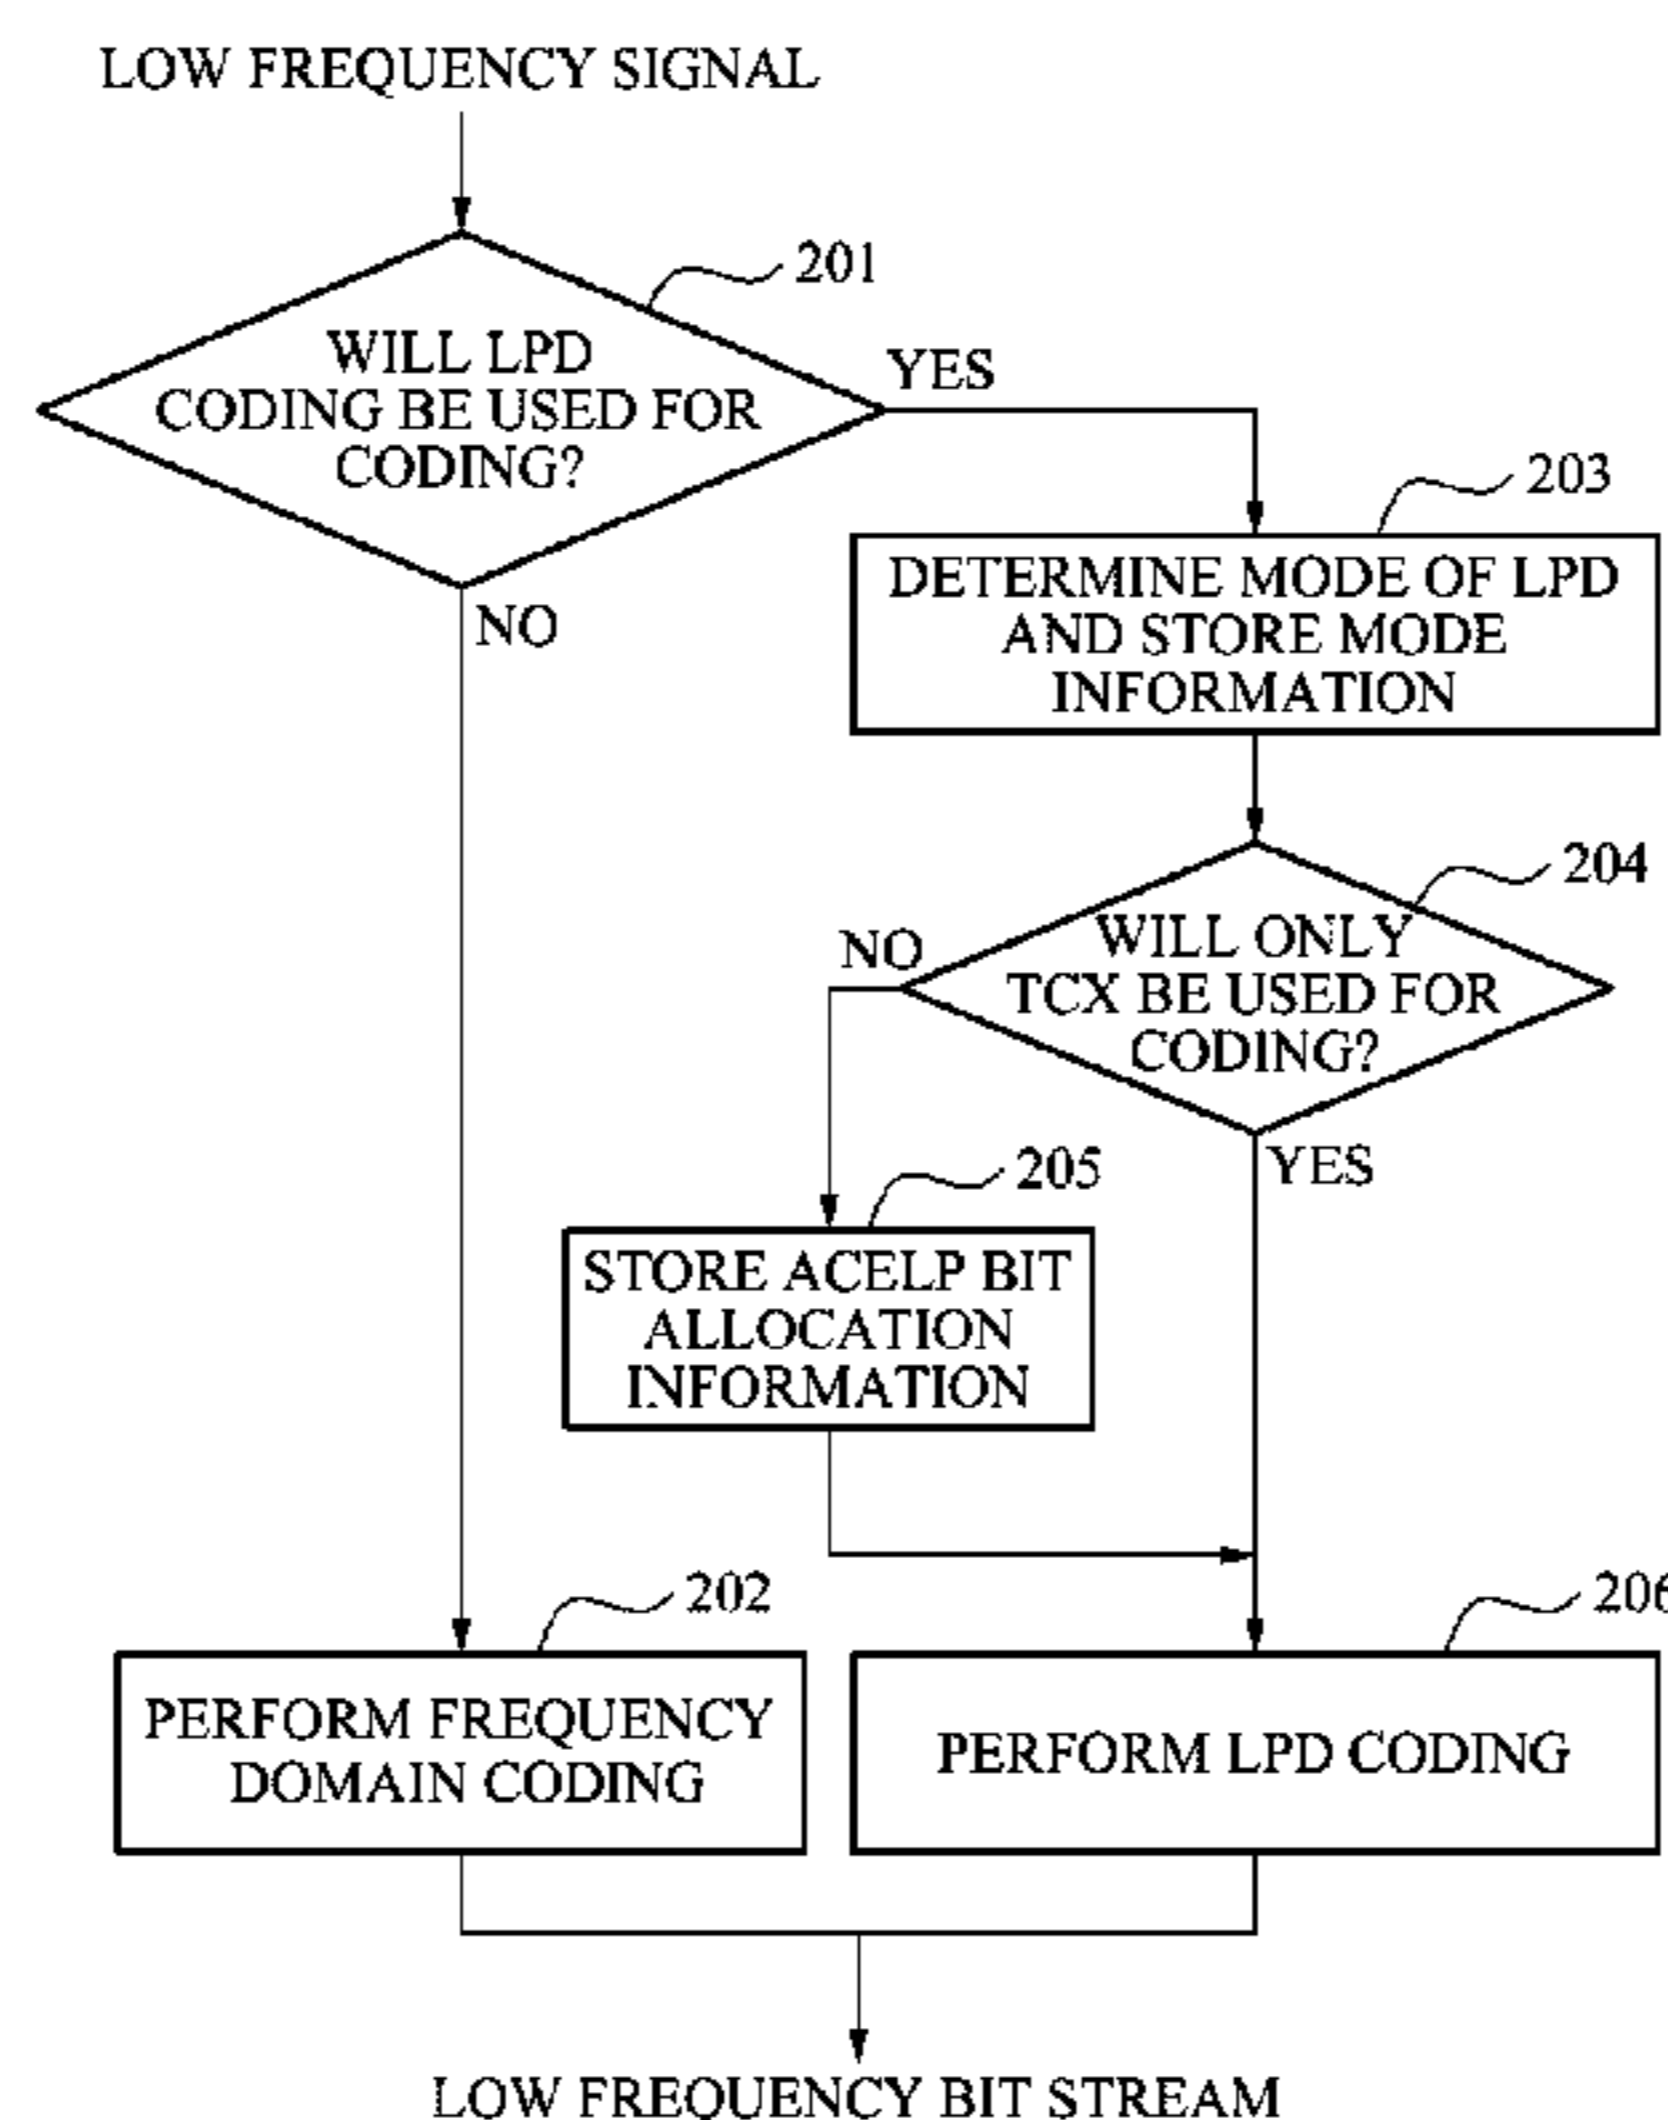 LOW FREQUENCY SIGNAL
201
WILL LPD
CODING BE USED FOR
CODING?
YES
NO
203
DETERMINE MODE OF LPD
AND STORE MODE
INFORMATION
204
WILL ONLY
TCX BE USED FOR
CODING?
NO
YES
205
STORE ACELP BIT
ALLOCATION
INFORMATION
202
PERFORM FREQUENCY
DOMAIN CODING
206
PERFORM LPD CODING
LOW FREQUENCY BIT STREAM